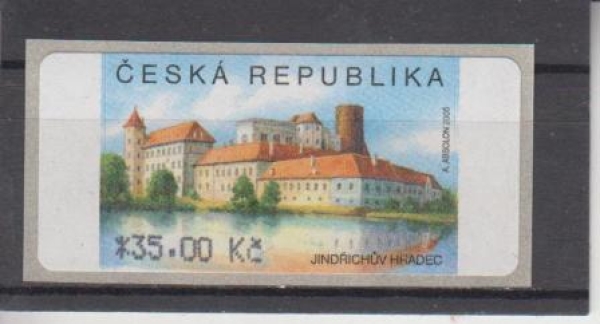 ČESKÁ REPUBLIKA
A. ABSOLON 2005
*35.00 Kč
JINDŘICHŮV HRADEC